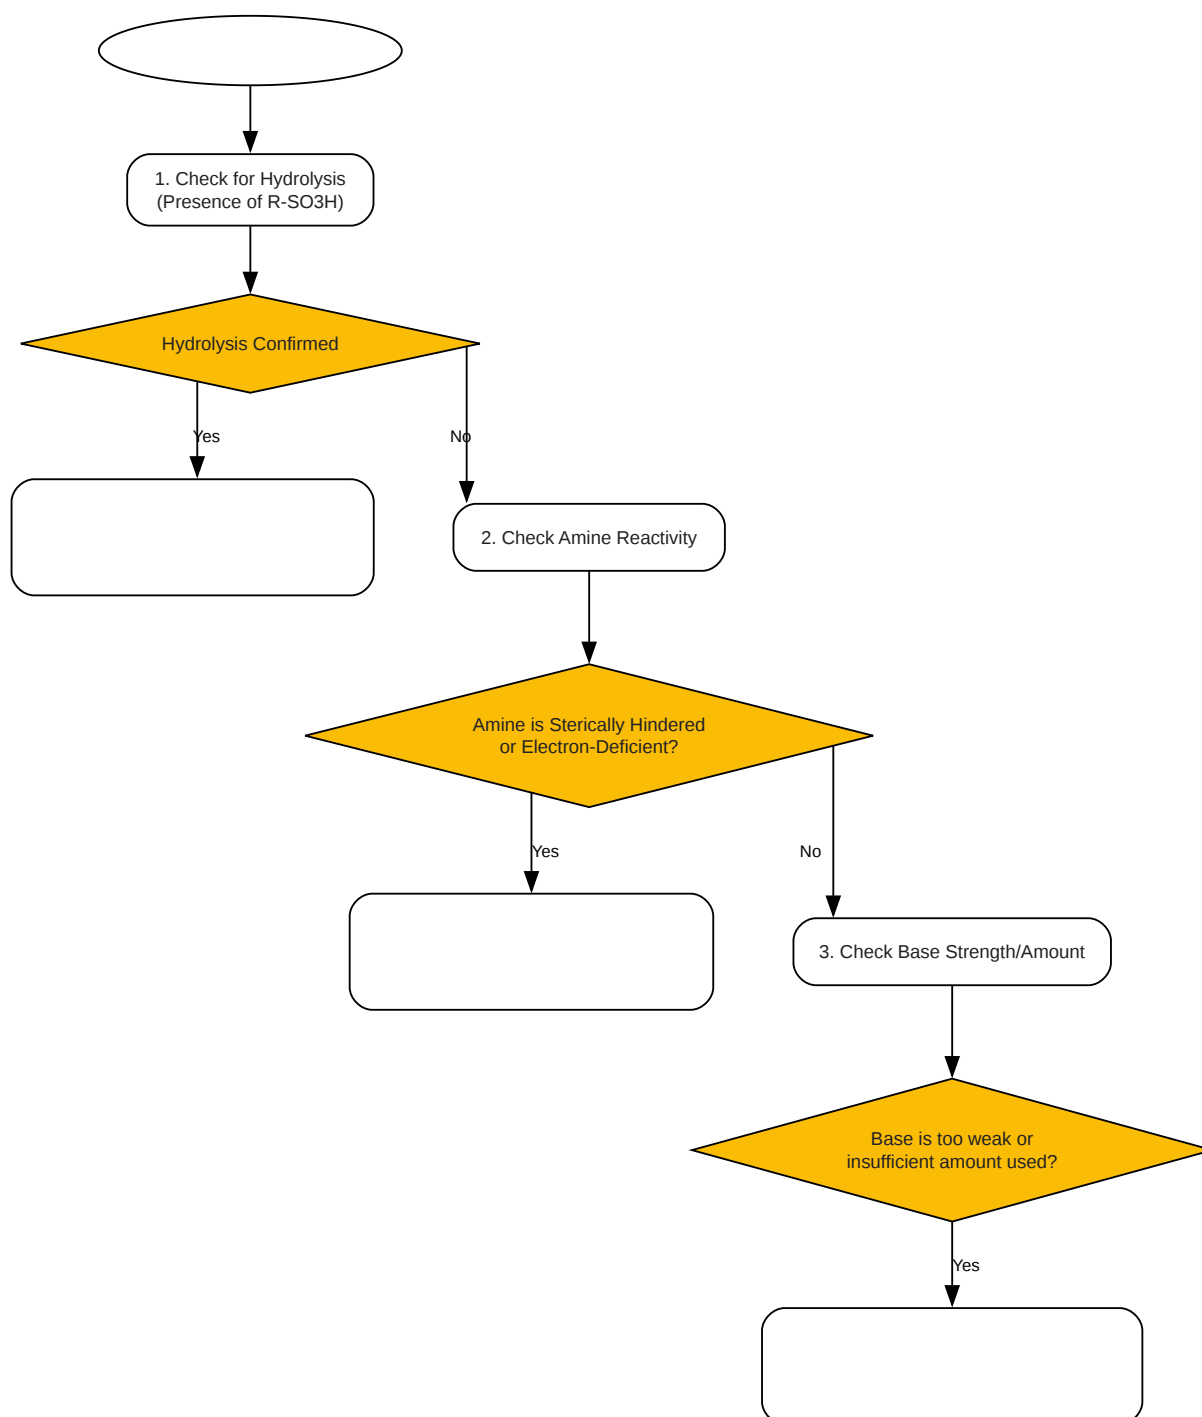 1. Check for Hydrolysis
(Presence of R-SO3H)
Hydrolysis Confirmed
Yes
No
2. Check Amine Reactivity
Amine is Sterically Hindered
or Electron-Deficient?
Yes
No
3. Check Base Strength/Amount
Base is too weak or
insufficient amount used?
Yes